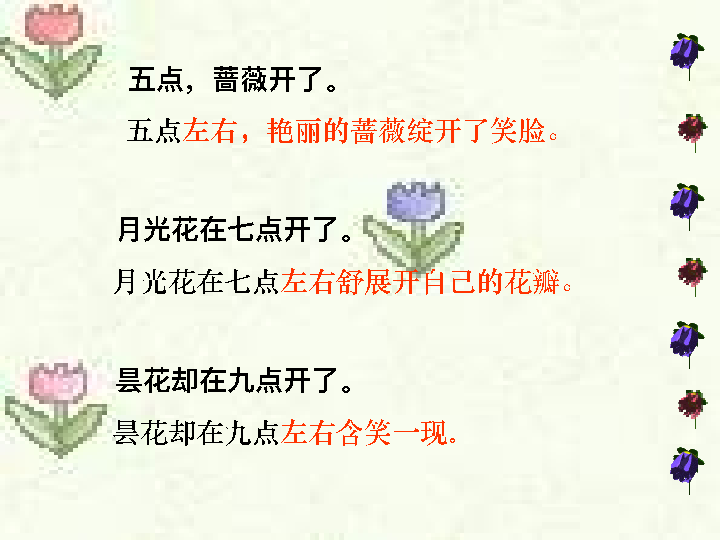 五点，蔷薇开了。
五点左右，艳丽的蔷薇绽开了笑脸。
月光花在七点开了。
月光花在七点左右舒展开自己的花瓣。
昙花却在九点开了。
昙花却在九点左右含笑一现。